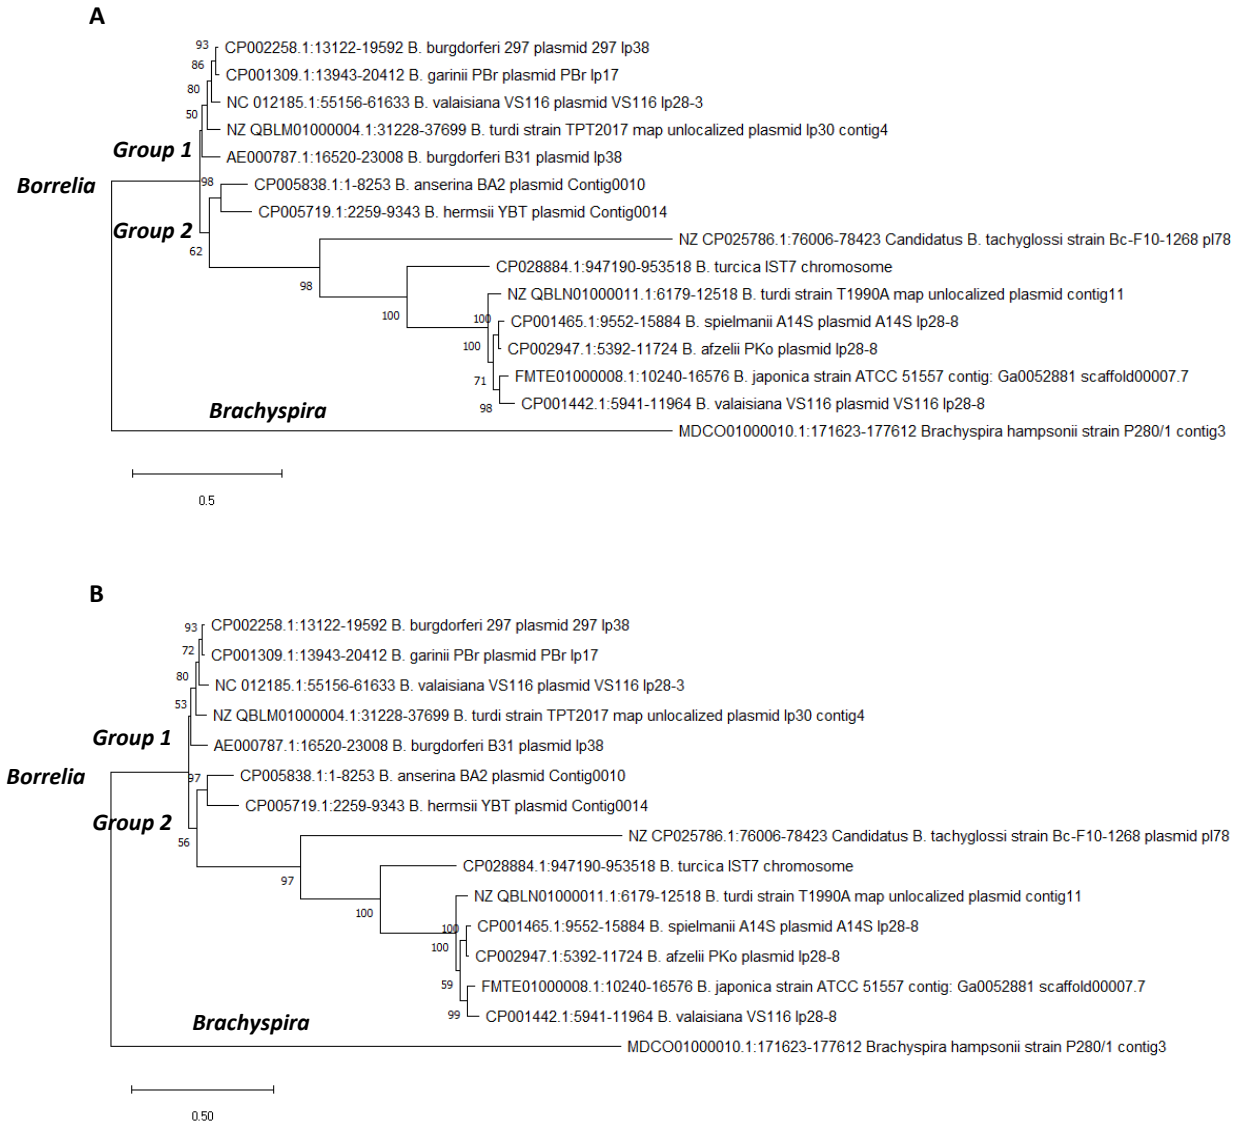 A
93 CP002258.1:13122-19592 B. burgdorferi 297 plasmid 297 lp38
86
CP001309.1:13943-20412 B. garinii PBr plasmid PBr lp17
80
NC 012185.1:55156-61633 B. valaisiana VS116 plasmid VS116 lp28-3
50
NZ QBLM01000004.1:31228-37699 B. turdi strain TPT2017 map unlocalized plasmid lp30 contig4
Group 1
AE000787.1:16520-23008 B. burgdorferi B31 plasmid lp38
Borrelia
98
CP005838.1:1-8253 B. anserina BA2 plasmid Contig0010
CP005719.1:2259-9343 B. hermsii YBT plasmid Contig0014
Group 2
62
NZ CP025786.1:76006-78423 Candidatus B. tachyglossi strain Bc-F10-1268 pl78
CP028884.1:947190-953518 B. turcica IST7 chromosome
98
NZ QBLN01000011.1:6179-12518 B. turdi strain T1990A map unlocalized plasmid contig11
100
100
CP001465.1:9552-15884 B. spielmanii A14S plasmid A14S lp28-8
100
CP002947.1:5392-11724 B. afzelii PKo plasmid lp28-8
71
FMTE01000008.1:10240-16576 B. japonica strain ATCC 51557 contig: Ga0052881 scaffold00007.7
98
CP001442.1:5941-11964 B. valaisiana VS116 plasmid VS116 lp28-8
Brachyspira
MDCO01000010.1:171623-177612 Brachyspira hampsonii strain P280/1 contig3
0.5
B
93 CP002258.1:13122-19592 B. burgdorferi 297 plasmid 297 lp38
72
CP001309.1:13943-20412 B. garinii PBr plasmid PBr lp17
80
NC 012185.1:55156-61633 B. valaisiana VS116 plasmid VS116 lp28-3
53
NZ QBLM01000004.1:31228-37699 B. turdi strain TPT2017 map unlocalized plasmid lp30 contig4
Group 1
AE000787.1:16520-23008 B. burgdorferi B31 plasmid lp38
Borrelia
97
CP005838.1:1-8253 B. anserina BA2 plasmid Contig0010
CP005719.1:2259-9343 B. hermsii YBT plasmid Contig0014
Group 2
56
NZ CP025786.1:76006-78423 Candidatus B. tachyglossi strain Bc-F10-1268 plasmid pl78
CP028884.1:947190-953518 B. turcica IST7 chromosome
97
NZ QBLN01000011.1:6179-12518 B. turdi strain T1990A map unlocalized plasmid contig11
100
100
CP001465.1:9552-15884 B. spielmanii A14S plasmid A14S lp28-8
100
CP002947.1:5392-11724 B. afzelii PKo plasmid lp28-8
59
FMTE01000008.1:10240-16576 B. japonica strain ATCC 51557 contig: Ga0052881 scaffold00007.7
99
CP001442.1:5941-11964 B. valaisiana VS116 lp28-8
Brachyspira
MDCO01000010.1:171623-177612 Brachyspira hampsonii strain P280/1 contig3
0.50